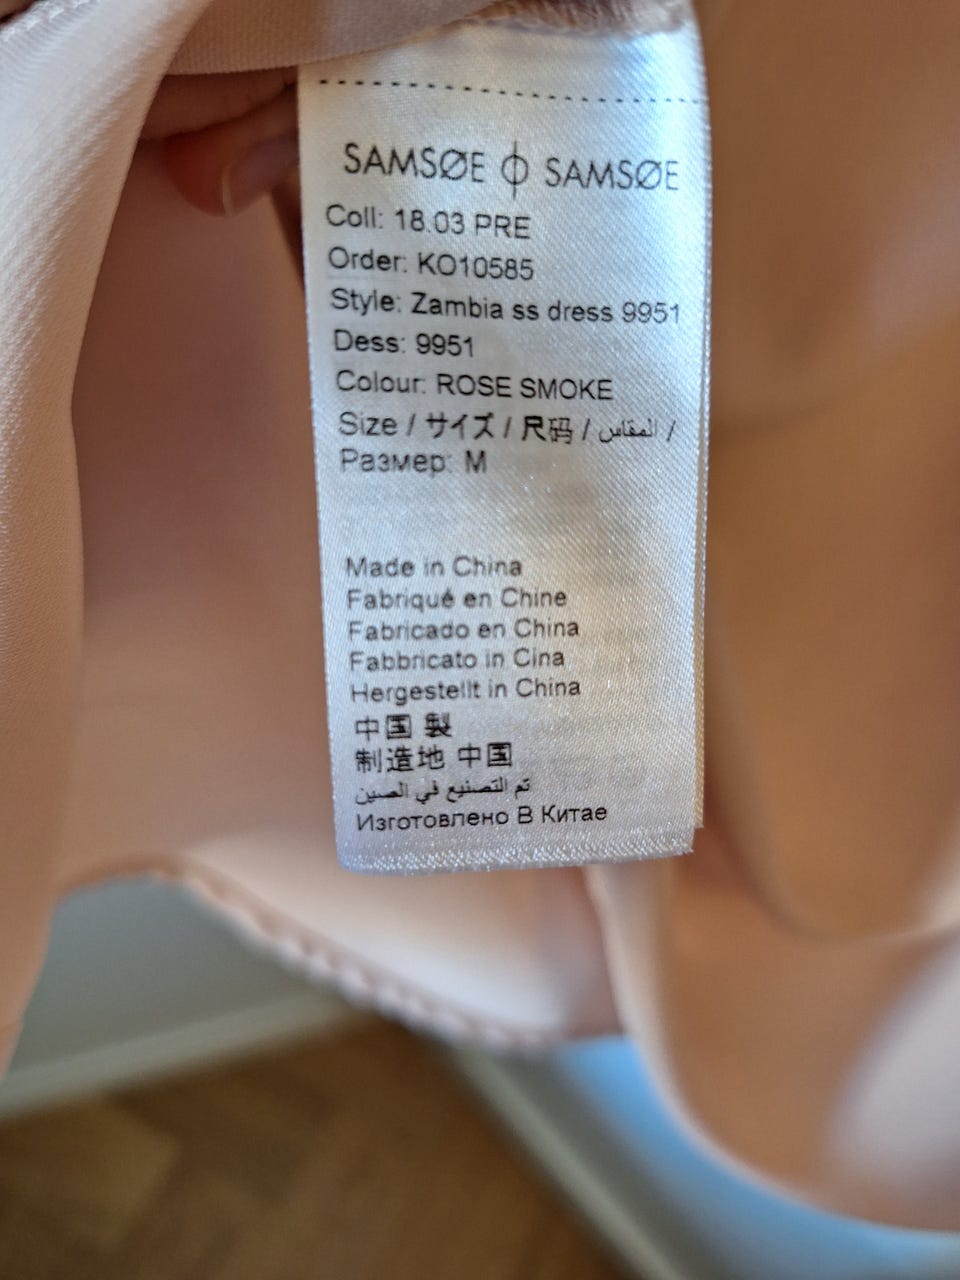 SAMSØE ϕ SAMSØE
Coll: 18.03 PRE
Order: KO10585
Style: Zambia ss dress 9951
Dess: 9951
Colour: ROSE SMOKE
Size / サイズ / 尺码 / المقاس /
Размер: M
Made in China
Fabriqué en Chine
Fabricado en China
Fabbricato in Cina
Hergestellt in China
中国 製
制造地 中国
تم التصنيع في الصين
Изготовлено В Китае